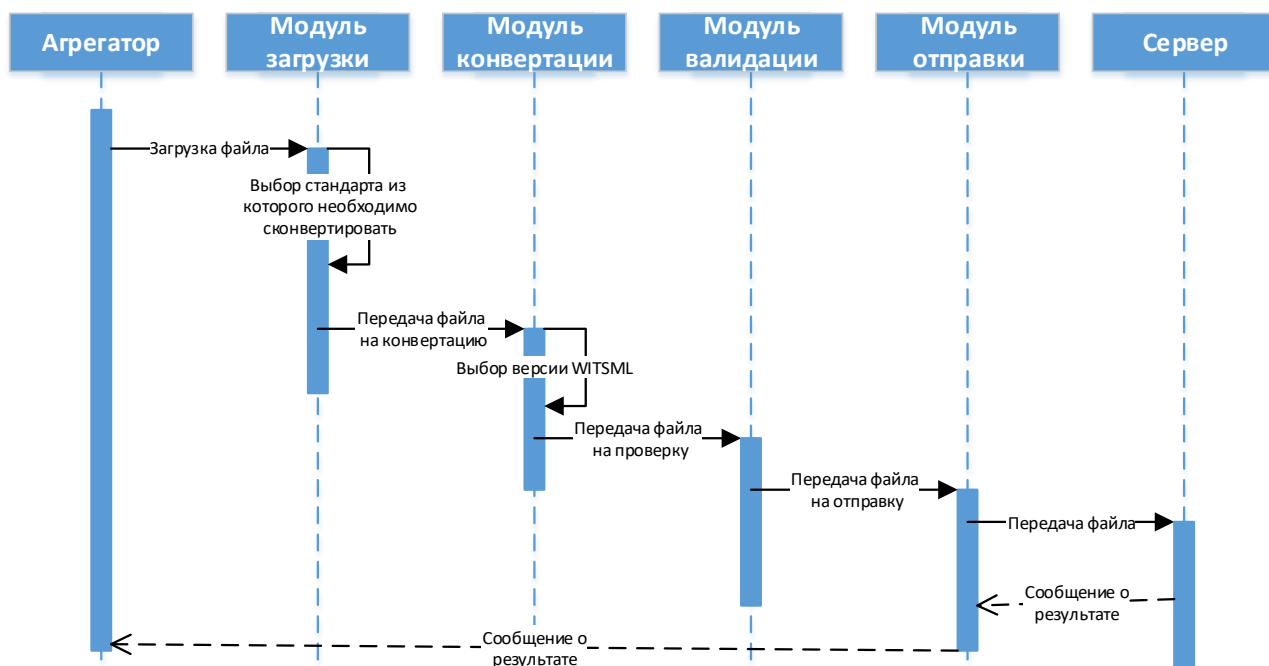 Агрегатор
Модуль
загрузки
Модуль
конвертации
Модуль
валидации
Модуль
отправки
Сервер
Загрузка файла
Выбор стандарта из
которого необходимо
сконвертировать
Передача файла
на конвертацию
Выбор версии WITSML
Передача файла
на проверку
Передача файла
на отправку
Передача файла
Сообщение о
результате
Сообщение о
результате